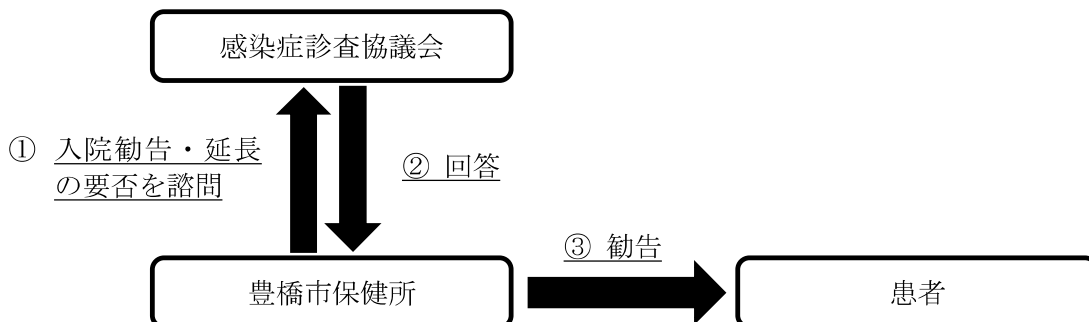 感染症診査協議会
① 入院勧告・延長
の要否を諮問
② 回答
③ 勧告
豊橋市保健所
患者